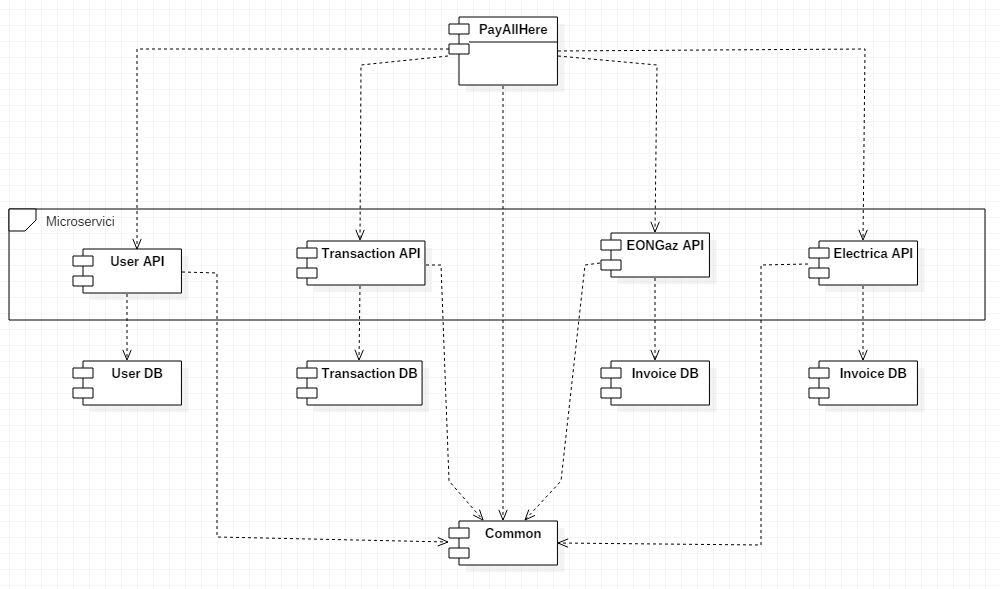 PayAllHere
Microservici
User API
Transaction API
EONGaz API
Electrica API
User DB
Transaction DB
Invoice DB
Invoice DB
Common